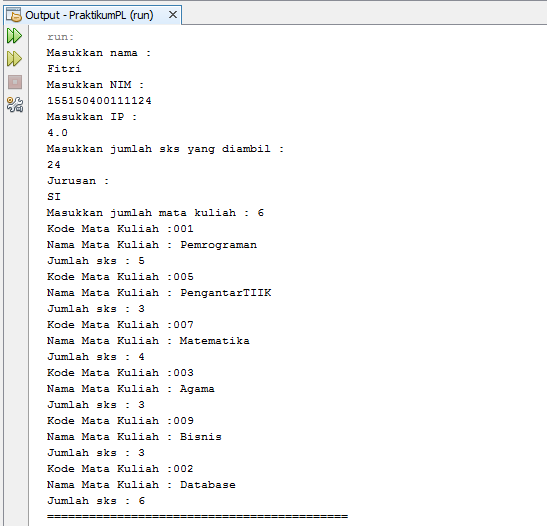 Output - PraktikumPL (run)
run:
Masukkan nama :
Fitri
Masukkan NIM :
155150400111124
Masukkan IP :
4.0
Masukkan jumlah sks yang diambil :
24
Jurusan :
SI
Masukkan jumlah mata kuliah : 6
Kode Mata Kuliah :001
Nama Mata Kuliah : Pemrograman
Jumlah sks : 5
Kode Mata Kuliah :005
Nama Mata Kuliah : PengantarTIIK
Jumlah sks : 3
Kode Mata Kuliah :007
Nama Mata Kuliah : Matematika
Jumlah sks : 4
Kode Mata Kuliah :003
Nama Mata Kuliah : Agama
Jumlah sks : 3
Kode Mata Kuliah :009
Nama Mata Kuliah : Bisnis
Jumlah sks : 3
Kode Mata Kuliah :002
Nama Mata Kuliah : Database
Jumlah sks : 6
===========================================